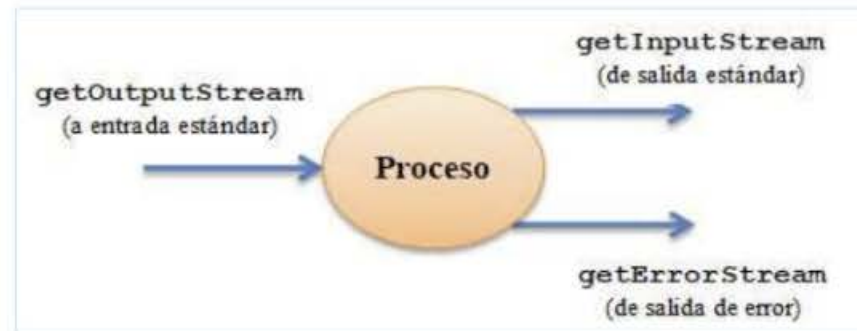 getInputStream
(de salida estándar)
getOutputStream
(a entrada estándar)
Proceso
getErrorStream
(de salida de error)